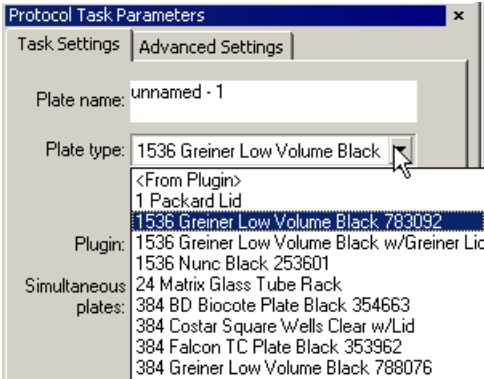 Protocol Task Parameters ×
Task Settings Advanced Settings
Plate name: unnamed - 1
Plate type: 1536 Greiner Low Volume Black
<From Plugin>
1 Packard Lid
1536 Greiner Low Volume Black 783092
Plugin: 1536 Greiner Low Volume Black w/Greiner Lid
1536 Nunc Black 253601
Simultaneous plates: 24 Matrix Glass Tube Rack
384 BD Biocote Plate Black 354663
384 Costar Square Wells Clear w/Lid
384 Falcon TC Plate Black 353962
384 Greiner Low Volume Black 788076